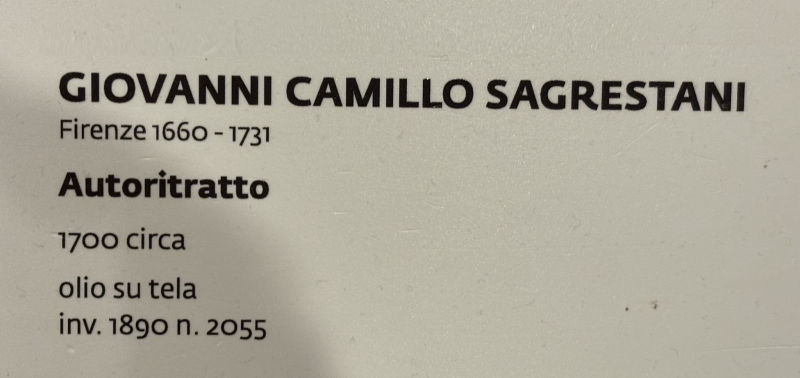 GIOVANNI CAMILLO SAGRESTANI
Firenze 1660 - 1731
Autoritratto
1700 circa
olio su tela
inv. 1890 n. 2055